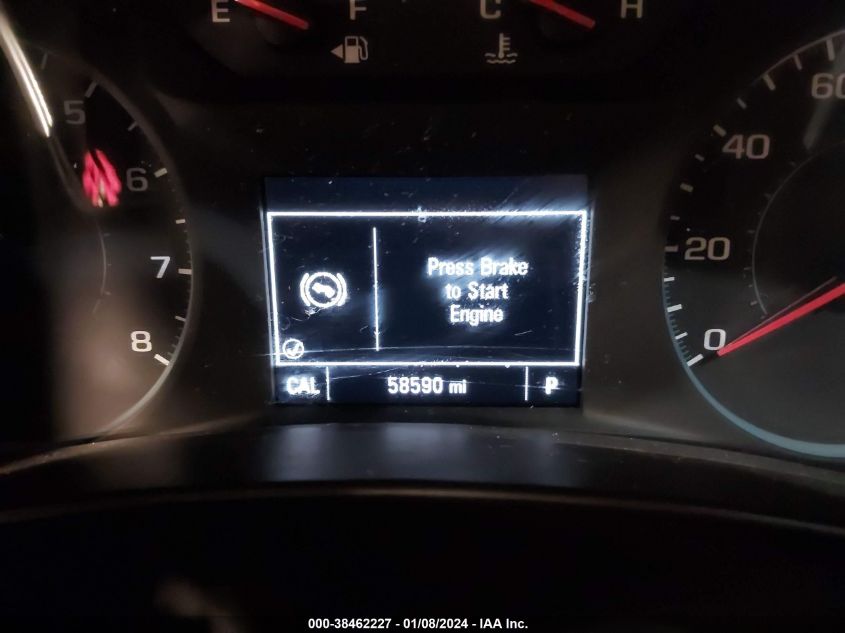 E F C H
5
6
7
8
60
40
20
0
Press Brake
to Start
Engine
CAL 58590 mi P
000-38462227 - 01/08/2024 - IAA Inc.